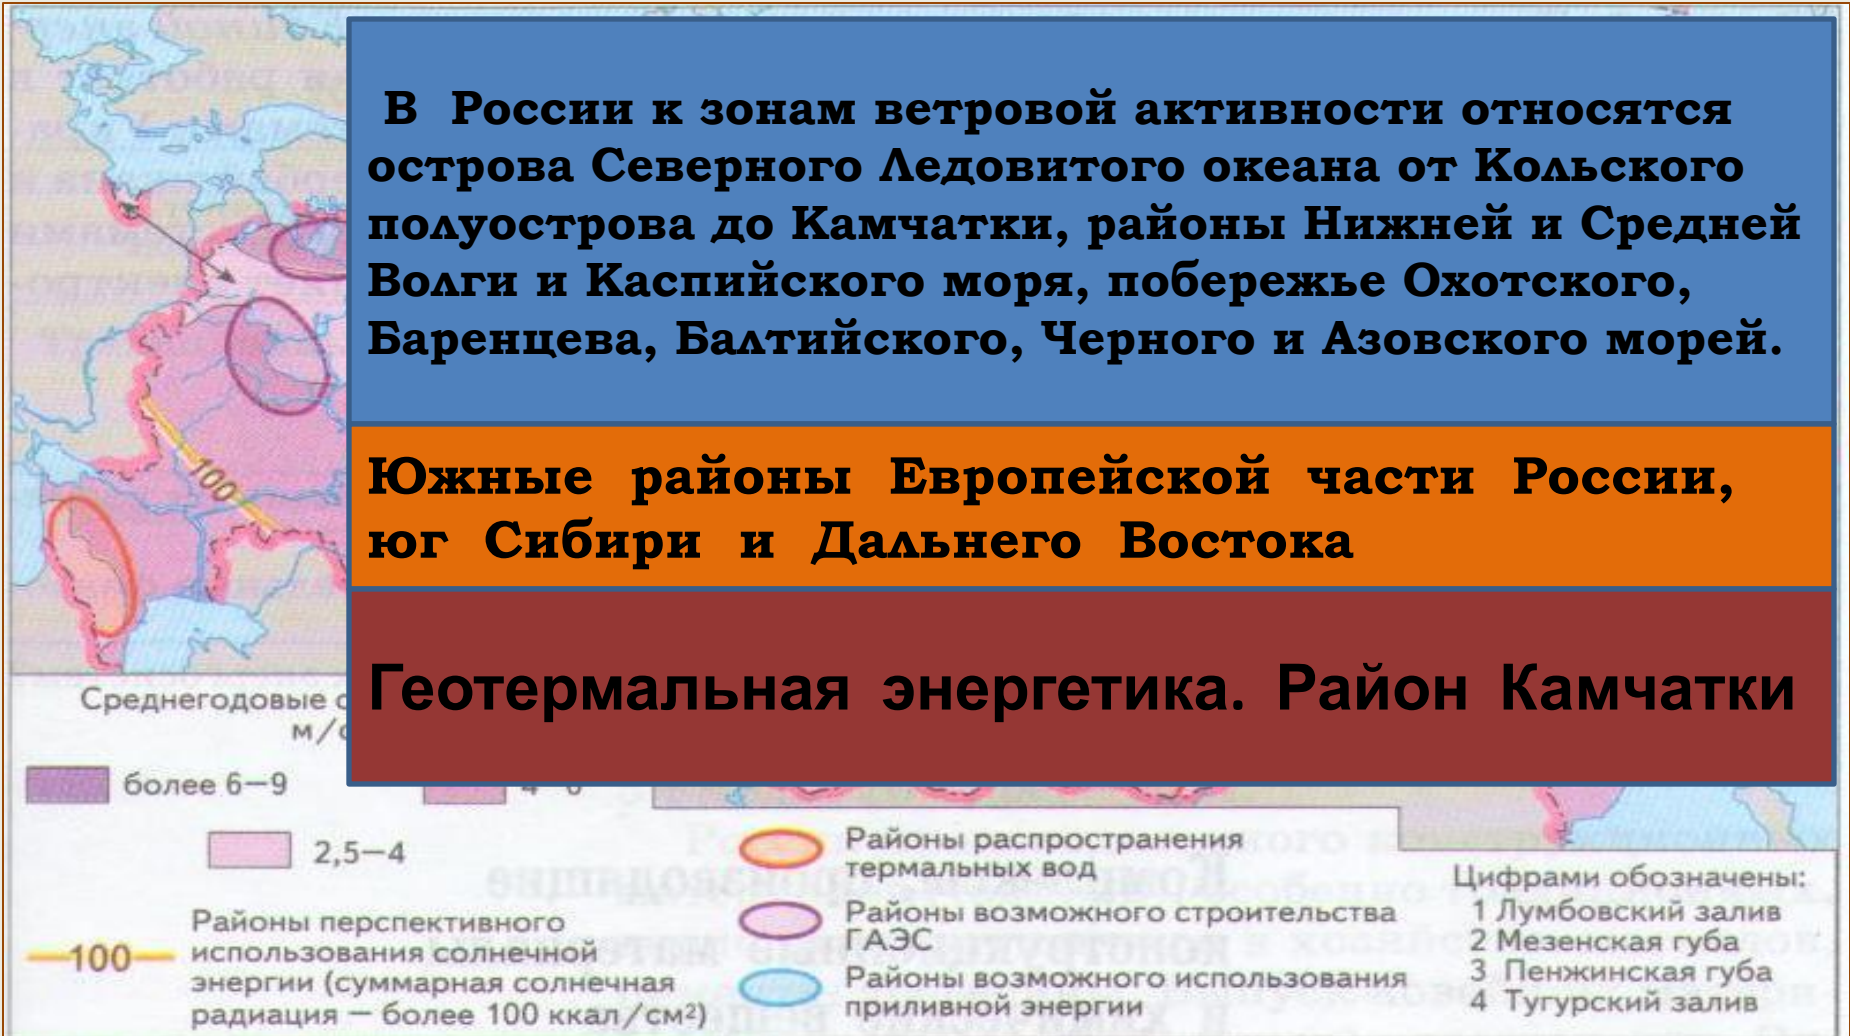 В России к зонам ветровой активности относятся
острова Северного Ледовитого океана от Кольского
полуострова до Камчатки, районы Нижней и Средней
Волги и Каспийского моря, побережье Охотского,
Баренцева, Балтийского, Черного и Азовского морей.
Южные районы Европейской части России,
юг Сибири и Дальнего Востока
Геотермальная энергетика. Район Камчатки
100
Среднегодовые
м/с
более 6—9
2,5—4
—100—
Районы перспективного
использования солнечной
энергии (суммарная солнечная
радиация — более 100 ккал/см²)
Районы распространения
термальных вод
Районы возможного строительства
ГАЭС
Районы возможного использования
приливной энергии
Цифрами обозначены:
1 Лумбовский залив
2 Мезенская губа
3 Пенжинская губа
4 Тугурский залив